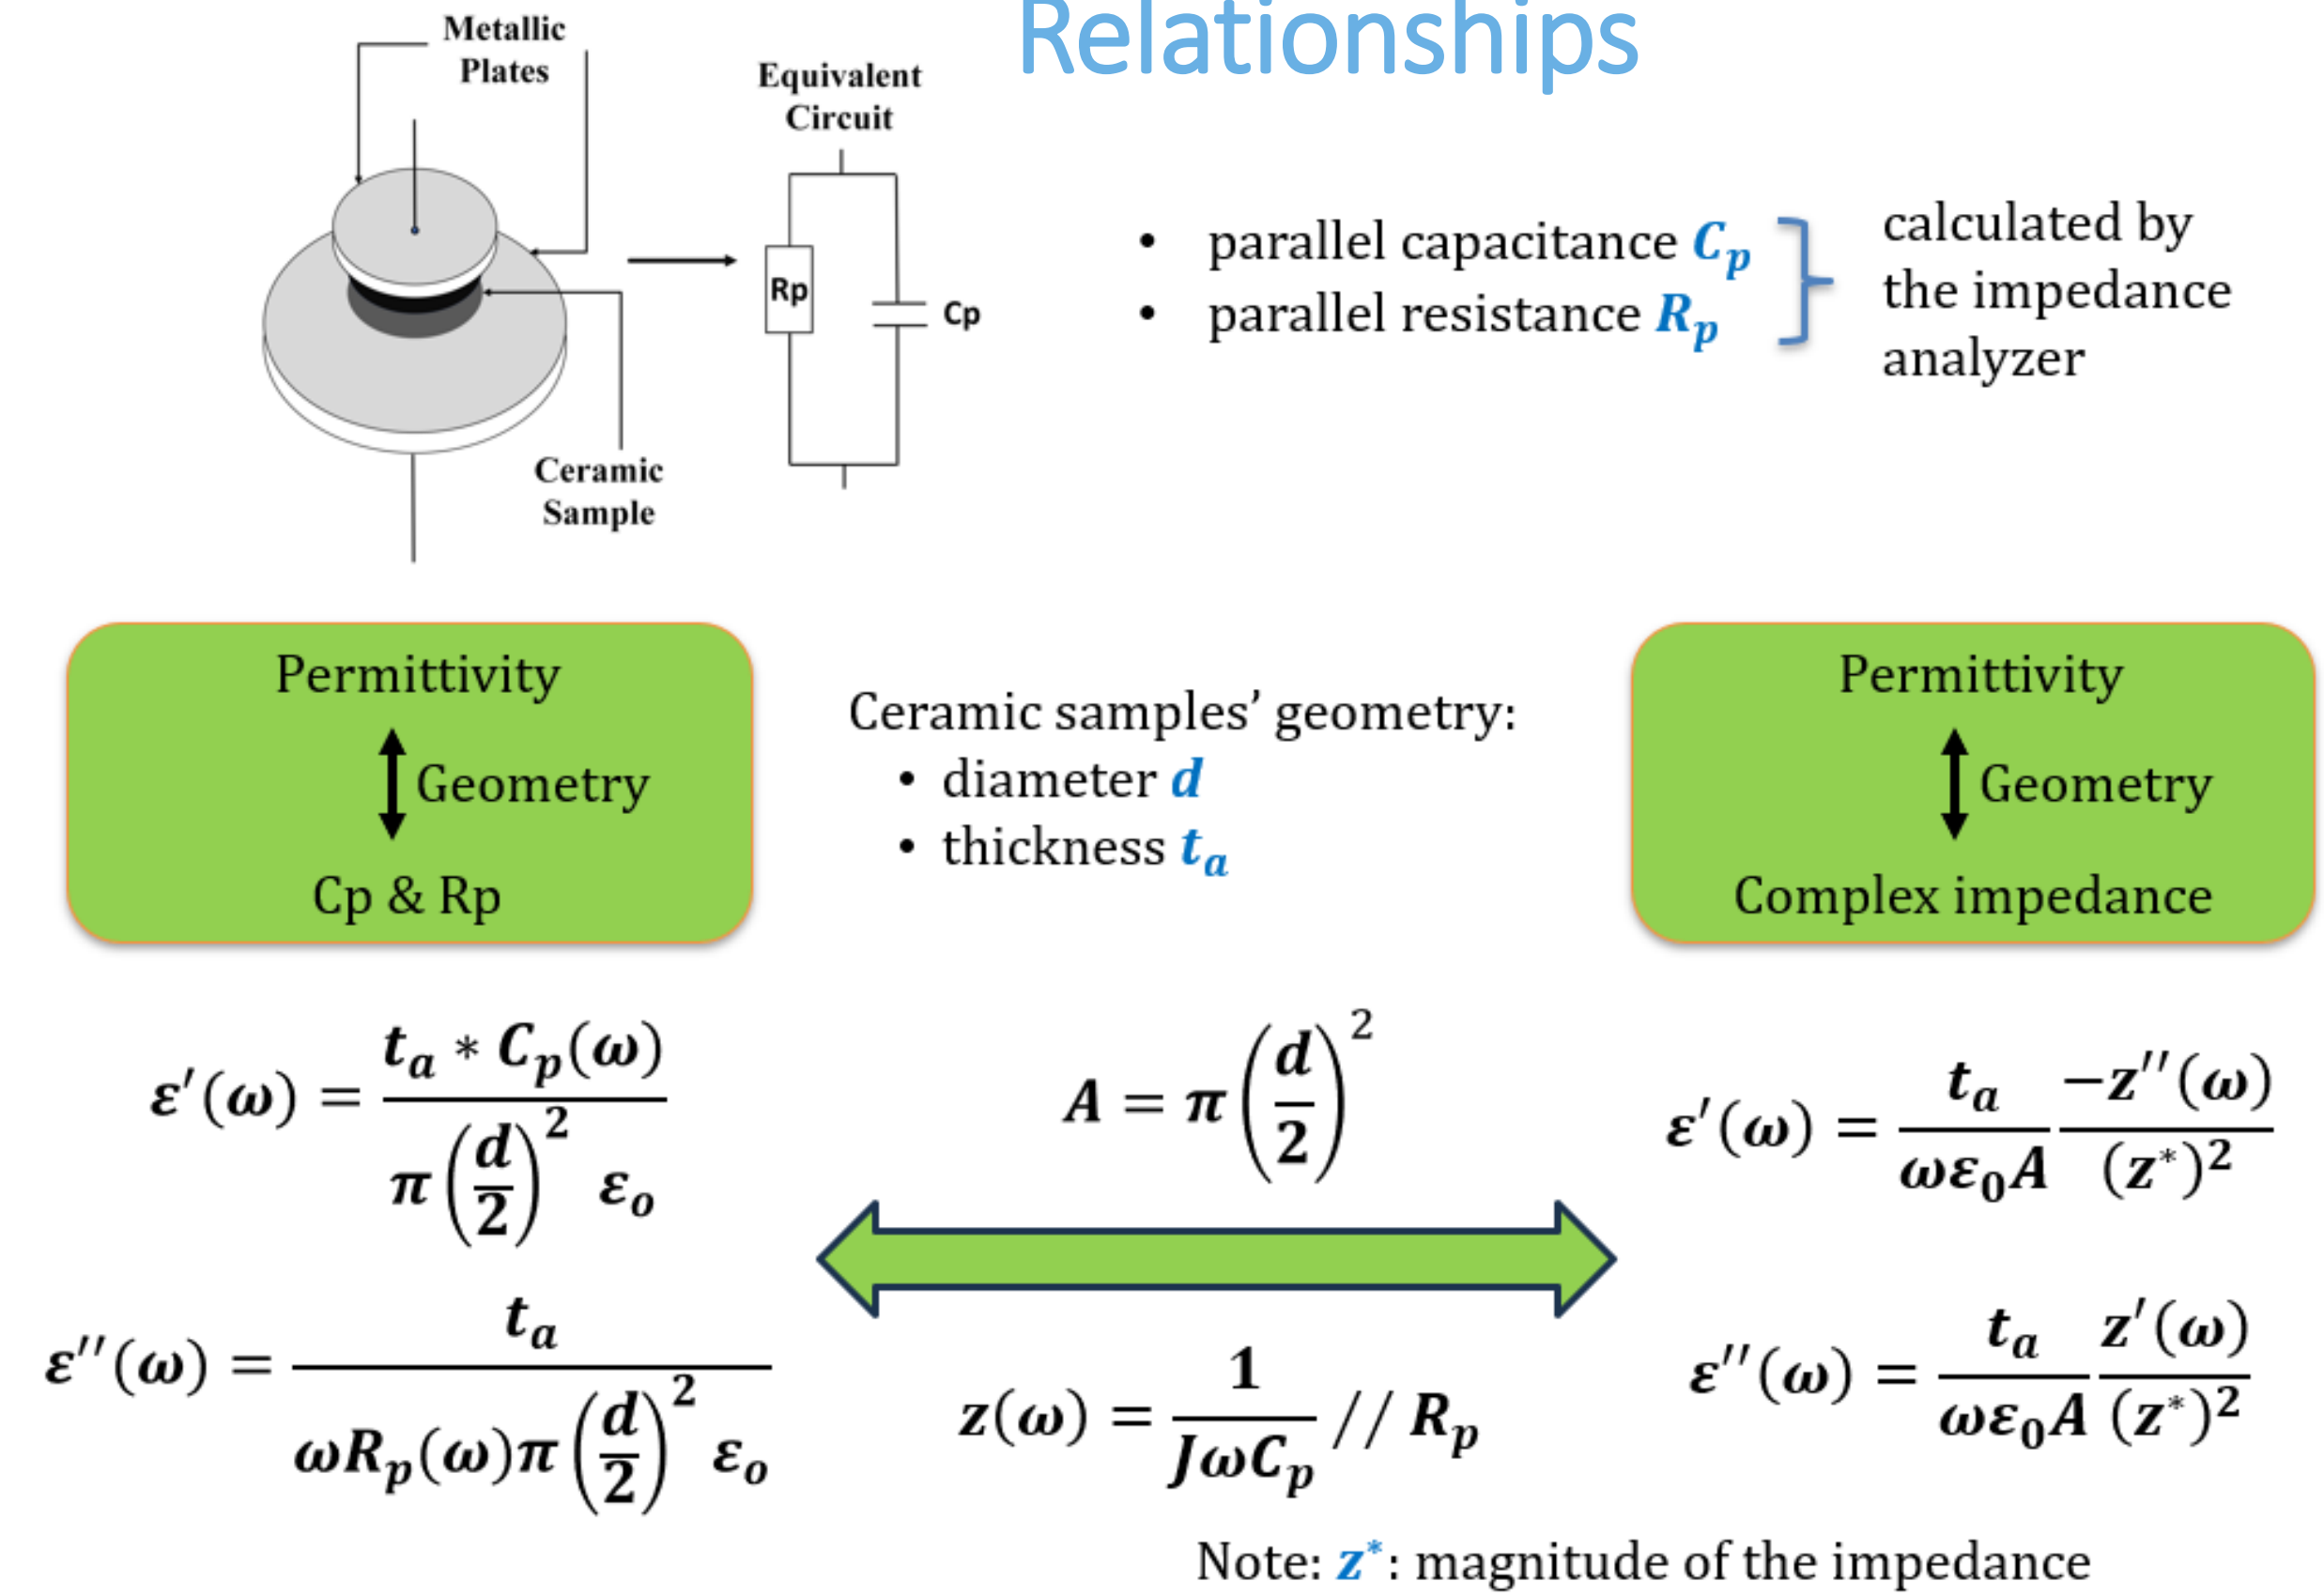 Relationships
Metallic
Plates
Equivalent
Circuit
Rp
Cp
Ceramic
Sample
• parallel capacitance Cₚ
• parallel resistance Rₚ
calculated by
the impedance
analyzer
Permittivity
Geometry
Cp & Rp
Ceramic samples’ geometry:
• diameter d
• thickness tₐ
Permittivity
Geometry
Complex impedance
ε′(ω) = (tₐ * Cₚ(ω)) / (π(d/2)² εₒ)
ε′′(ω) = tₐ / (ωRₚ(ω)π(d/2)² εₒ)
A = π(d/2)²
z(ω) = 1/(JωCₚ) // Rₚ
ε′(ω) = (tₐ/(ωε₀A)) (−z′′(ω)/(z*)²)
ε′′(ω) = (tₐ/(ωε₀A)) (z′(ω)/(z*)²)
Note: z*: magnitude of the impedance